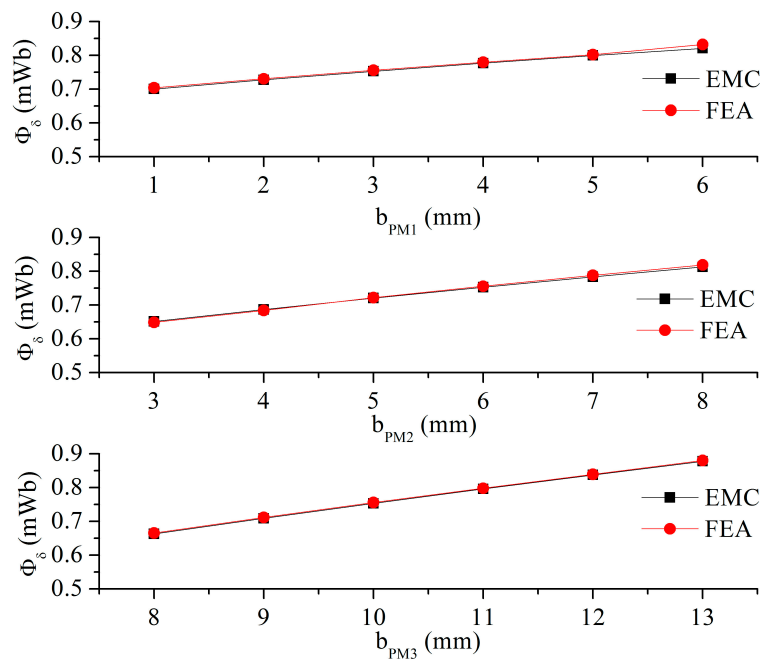 0.9
0.8
0.7
0.6
0.5
Φδ (mWb)
EMC
FEA
1 2 3 4 5 6
bPM1 (mm)
0.9
0.8
0.7
0.6
0.5
Φδ (mWb)
EMC
FEA
3 4 5 6 7 8
bPM2 (mm)
0.9
0.8
0.7
0.6
0.5
Φδ (mWb)
EMC
FEA
8 9 10 11 12 13
bPM3 (mm)